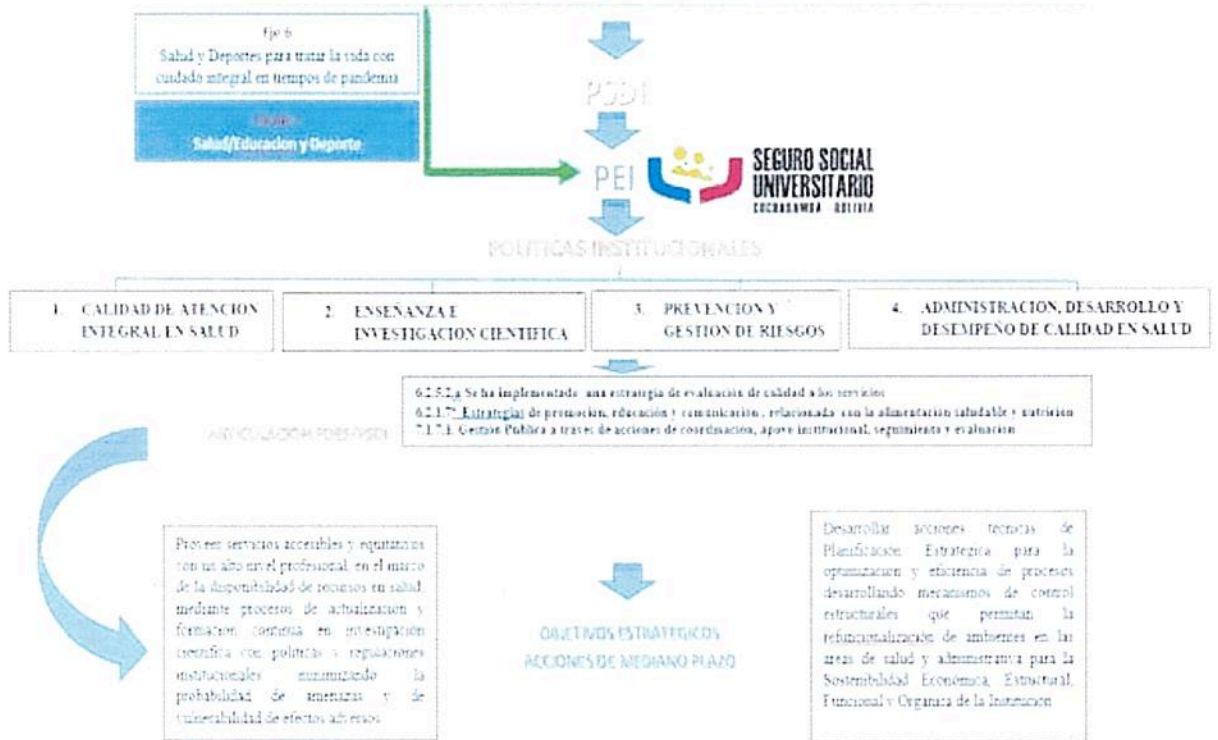 Eje 6
Salud y Deportes para tratar la vida con
cuidado integral en tiempos de pandemia
Salud/Educacion y Deporte
PSDI
PEI
SEGURO SOCIAL
UNIVERSITARIO
COCHABAMBA BOLIVIA
POLITICAS INSTITUCIONALES
1. CALIDAD DE ATENCION
INTEGRAL EN SALUD
2. ENSEÑANZA E
INVESTIGACION CIENTIFICA
3. PREVENCION Y
GESTION DE RIESGOS
4. ADMINISTRACION, DESARROLLO Y
DESEMPEÑO DE CALIDAD EN SALUD
6.2.5.2.a Se ha implementado una estrategia de evaluación de calidad a los servicios
6.2.1.7 Estrategias de promoción, educación y comunicación, relacionada con la alimentación saludable y nutrición
7.1.7.1. Gestión Publica a través de acciones de coordinación, apoyo institucional, seguimiento y evaluación
ARTICULACION PDES/PSDI
Proveer servicios accesibles y equitativos
con un alto nivel profesional, en el marco
de la disponibilidad de recursos en salud,
mediante procesos de actualización y
formación continua en investigación
científica con políticas y regulaciones
institucionales minimizando la
probabilidad de amenazas y de
vulnerabilidad de efectos adversos
OBJETIVOS ESTRATEGICOS
ACCIONES DE MEDIANO PLAZO
Desarrollar acciones técnicas de
Planificación Estratégica para la
optimización y eficiencia de procesos
desarrollando mecanismos de control
estructurales que permitan la
refuncionalización de ambientes en las
áreas de salud y administrativa para la
Sostenibilidad Económica, Estructural,
Funcional y Organica de la Institución